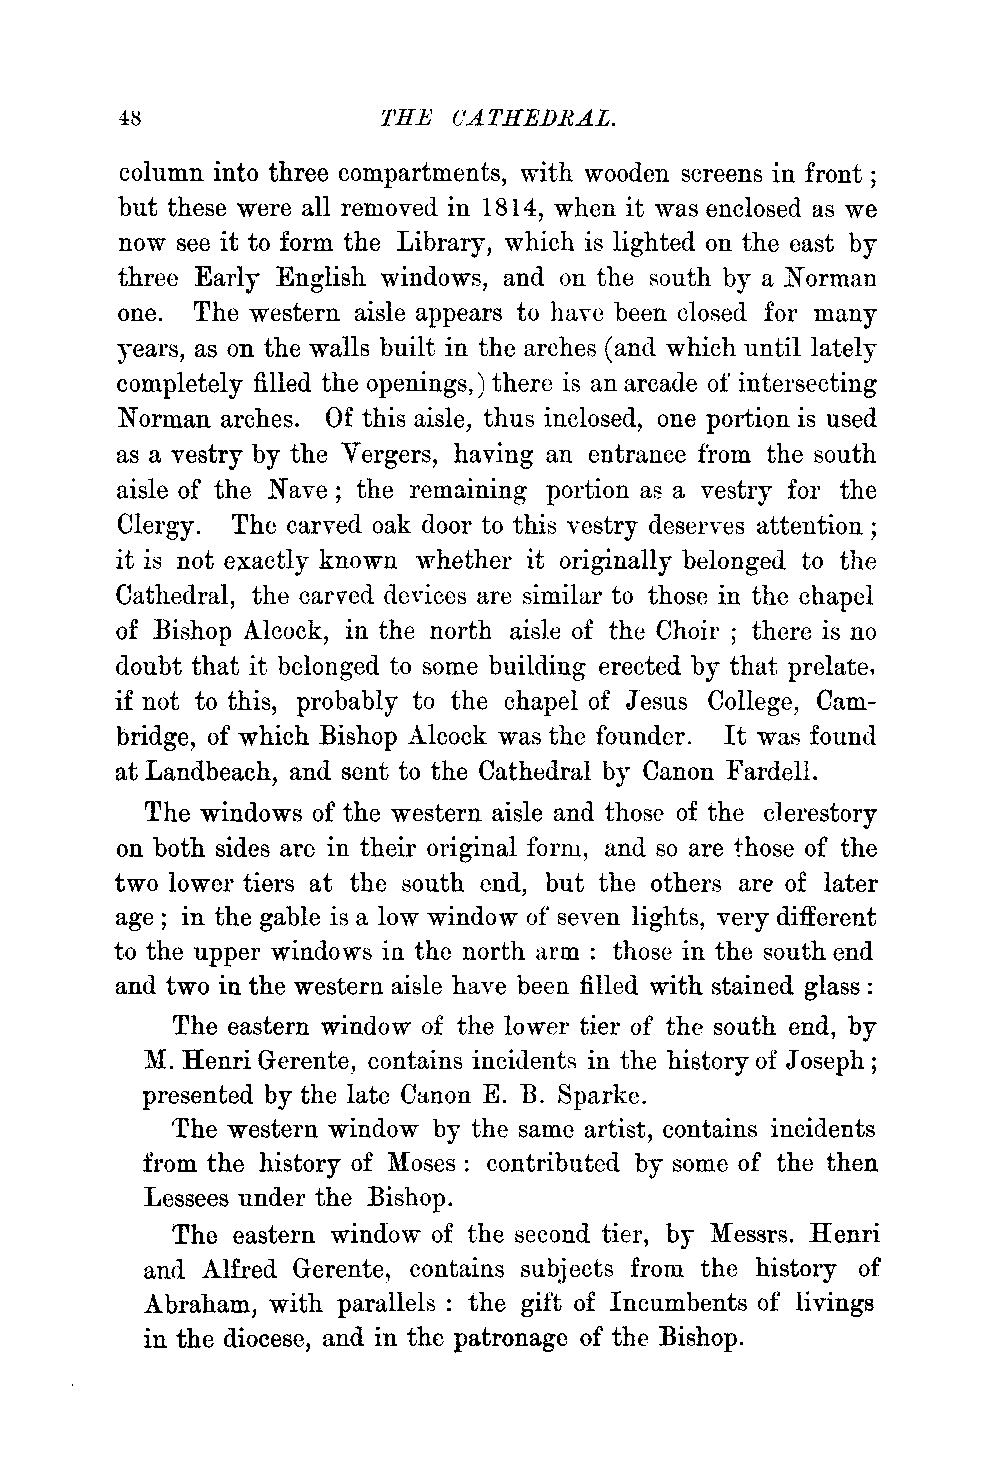 48 THE CATHEDRAL.
column into three compartments, with wooden screens in front ;
but these were all removed in 1814, when it was enclosed as we
now see it to form the Library, which is lighted on the east by
three Early English windows, and on the south by a Norman
one. The western aisle appears to have been closed for many
years, as on the walls built in the arches (and which until lately
completely filled the openings,) there is an arcade of intersecting
Norman arches. Of this aisle, thus inclosed, one portion is used
as a vestry by the Vergers, having an entrance from the south
aisle of the Nave ; the remaining portion as a vestry for the
Clergy. The carved oak door to this vestry deserves attention ;
it is not exactly known whether it originally belonged to the
Cathedral, the carved devices are similar to those in the chapel
of Bishop Alcock, in the north aisle of the Choir ; there is no
doubt that it belonged to some building erected by that prelate,
if not to this, probably to the chapel of Jesus College, Cam-
bridge, of which Bishop Alcock was the founder. It was found
at Landbeach, and sent to the Cathedral by Canon Fardell.
The windows of the western aisle and those of the clerestory
on both sides are in their original form, and so are those of the
two lower tiers at the south end, but the others are of later
age ; in the gable is a low window of seven lights, very different
to the upper windows in the north arm : those in the south end
and two in the western aisle have been filled with stained glass :
The eastern window of the lower tier of the south end, by
M. Henri Gerente, contains incidents in the history of Joseph ;
presented by the late Canon E. B. Sparke.
The western window by the same artist, contains incidents
from the history of Moses : contributed by some of the then
Lessees under the Bishop.
The eastern window of the second tier, by Messrs. Henri
and Alfred Gerente, contains subjects from the history of
Abraham, with parallels : the gift of Incumbents of livings
in the diocese, and in the patronage of the Bishop.